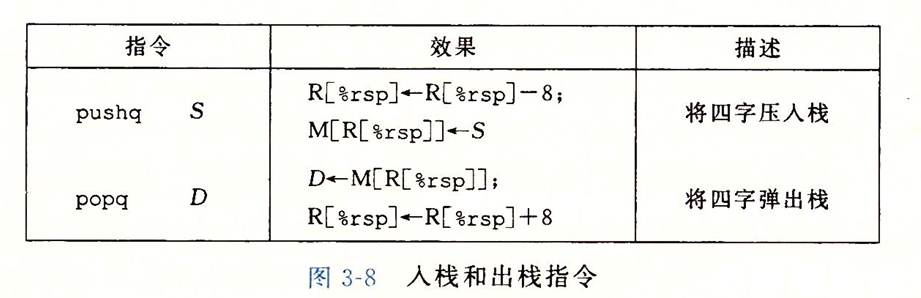 指令 效果 描述
pushq S R[%rsp]←R[%rsp]−8; 将四字压入栈
M[R[%rsp]]←S
popq D D←M[R[%rsp]]; 将四字弹出栈
R[%rsp]←R[%rsp]+8
图 3-8 入栈和出栈指令